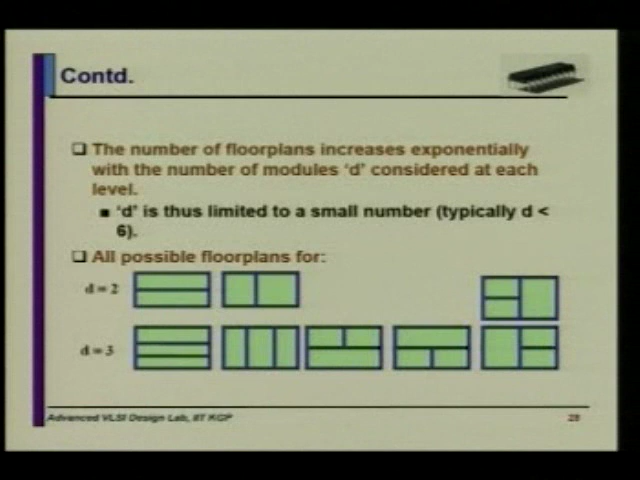 Contd.
❑ The number of floorplans increases exponentially
with the number of modules 'd' considered at each
level.
■ 'd' is thus limited to a small number (typically d <
6).
❑ All possible floorplans for:
d = 2
d = 3
Advanced VLSI Design Lab, IIT KGP
28